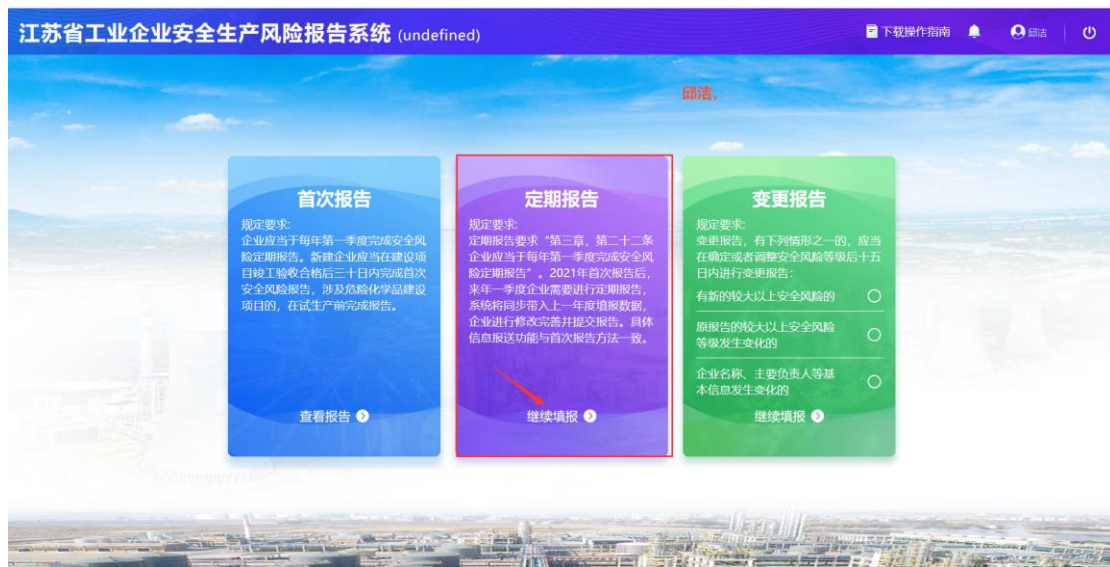 江苏省工业企业安全生产风险报告系统 (undefined)
下载操作指南
邱洁
邱洁，
首次报告
规定要求:
企业应当于每年第一季度完成安全风
险定期报告。新建企业应当在建设项
目竣工验收合格后三十日内完成首次
安全风险报告，涉及危险化学品建设
项目的，在试生产前完成报告。
查看报告
定期报告
规定要求:
定期报告要求“第三章，第二十二条
企业应当于每年第一季度完成安全风
险定期报告”。2021年首次报告后，
来年一季度企业需要进行定期报告，
系统将同步带入上一年度填报数据，
企业进行修改完善并提交报告。具体
信息报送功能与首次报告方法一致。
继续填报
变更报告
规定要求:
变更报告，有下列情形之一的，应当
在确定或者调整安全风险等级后十五
日内进行变更报告：
有新的较大以上安全风险的
原报告的较大以上安全风险
等级发生变化的
企业名称、主要负责人等基
本信息发生变化的
继续填报